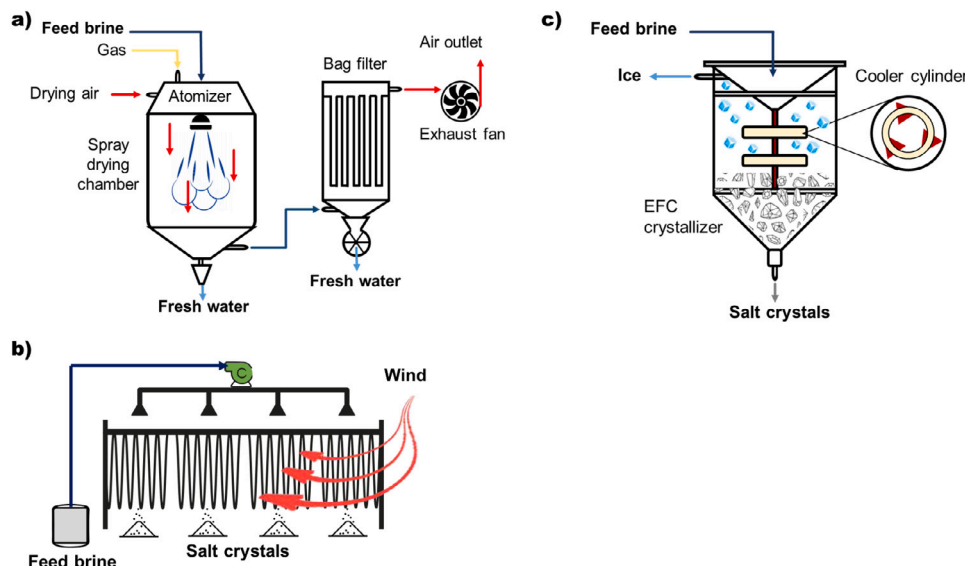 a)
Feed brine
Gas
Drying air
Atomizer
Spray
drying
chamber
Fresh water
Bag filter
Air outlet
Exhaust fan
Fresh water
b)
C
Wind
Feed brine
Salt crystals
c)
Feed brine
Ice
Cooler cylinder
EFC
crystallizer
Salt crystals